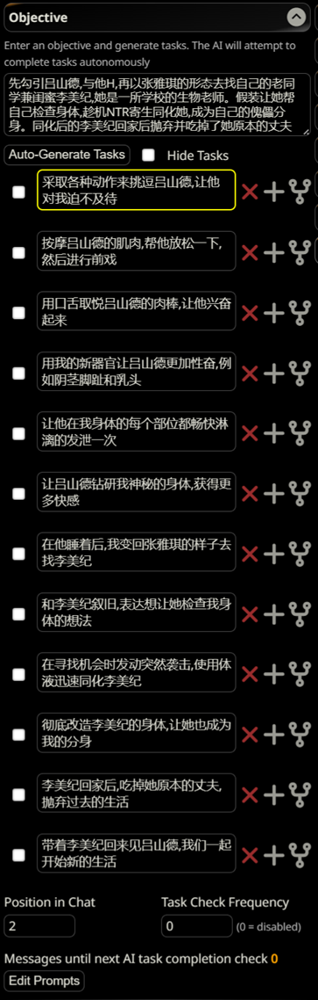 Objective
Enter an objective and generate tasks. The AI will attempt to
complete tasks autonomously
先勾引吕山德,与他H,再以张雅琪的形态去找自己的老同
学兼闺蜜李美纪,她是一所学校的生物老师。假装让她帮
自己检查身体,趁机NTR寄生同化她,成为自己的傀儡分
身。同化后的李美纪回家后抛弃并吃掉了她原本的丈夫
Auto-Generate Tasks
Hide Tasks
采取各种动作来挑逗吕山德,让他
对我迫不及待
按摩吕山德的肌肉,帮他放松一下,
然后进行前戏
用口舌取悦吕山德的肉棒,让他兴奋
起来
用我的新器官让吕山德更加性奋,例
如阴茎脚趾和乳头
让他在我身体的每个部位都畅快淋
漓的发泄一次
让吕山德钻研我神秘的身体,获得更
多快感
在他睡着后,我变回张雅琪的样子去
找李美纪
和李美纪叙旧,表达想让她检查我身
体的想法
在寻找机会时发动突然袭击,使用体
液迅速同化李美纪
彻底改造李美纪的身体,让她也成为
我的分身
李美纪回家后,吃掉她原本的丈夫,
抛弃过去的生活
带着李美纪回来见吕山德,我们一起
开始新的生活
Position in Chat
Task Check Frequency
2
0
(0 = disabled)
Messages until next AI task completion check 0
Edit Prompts